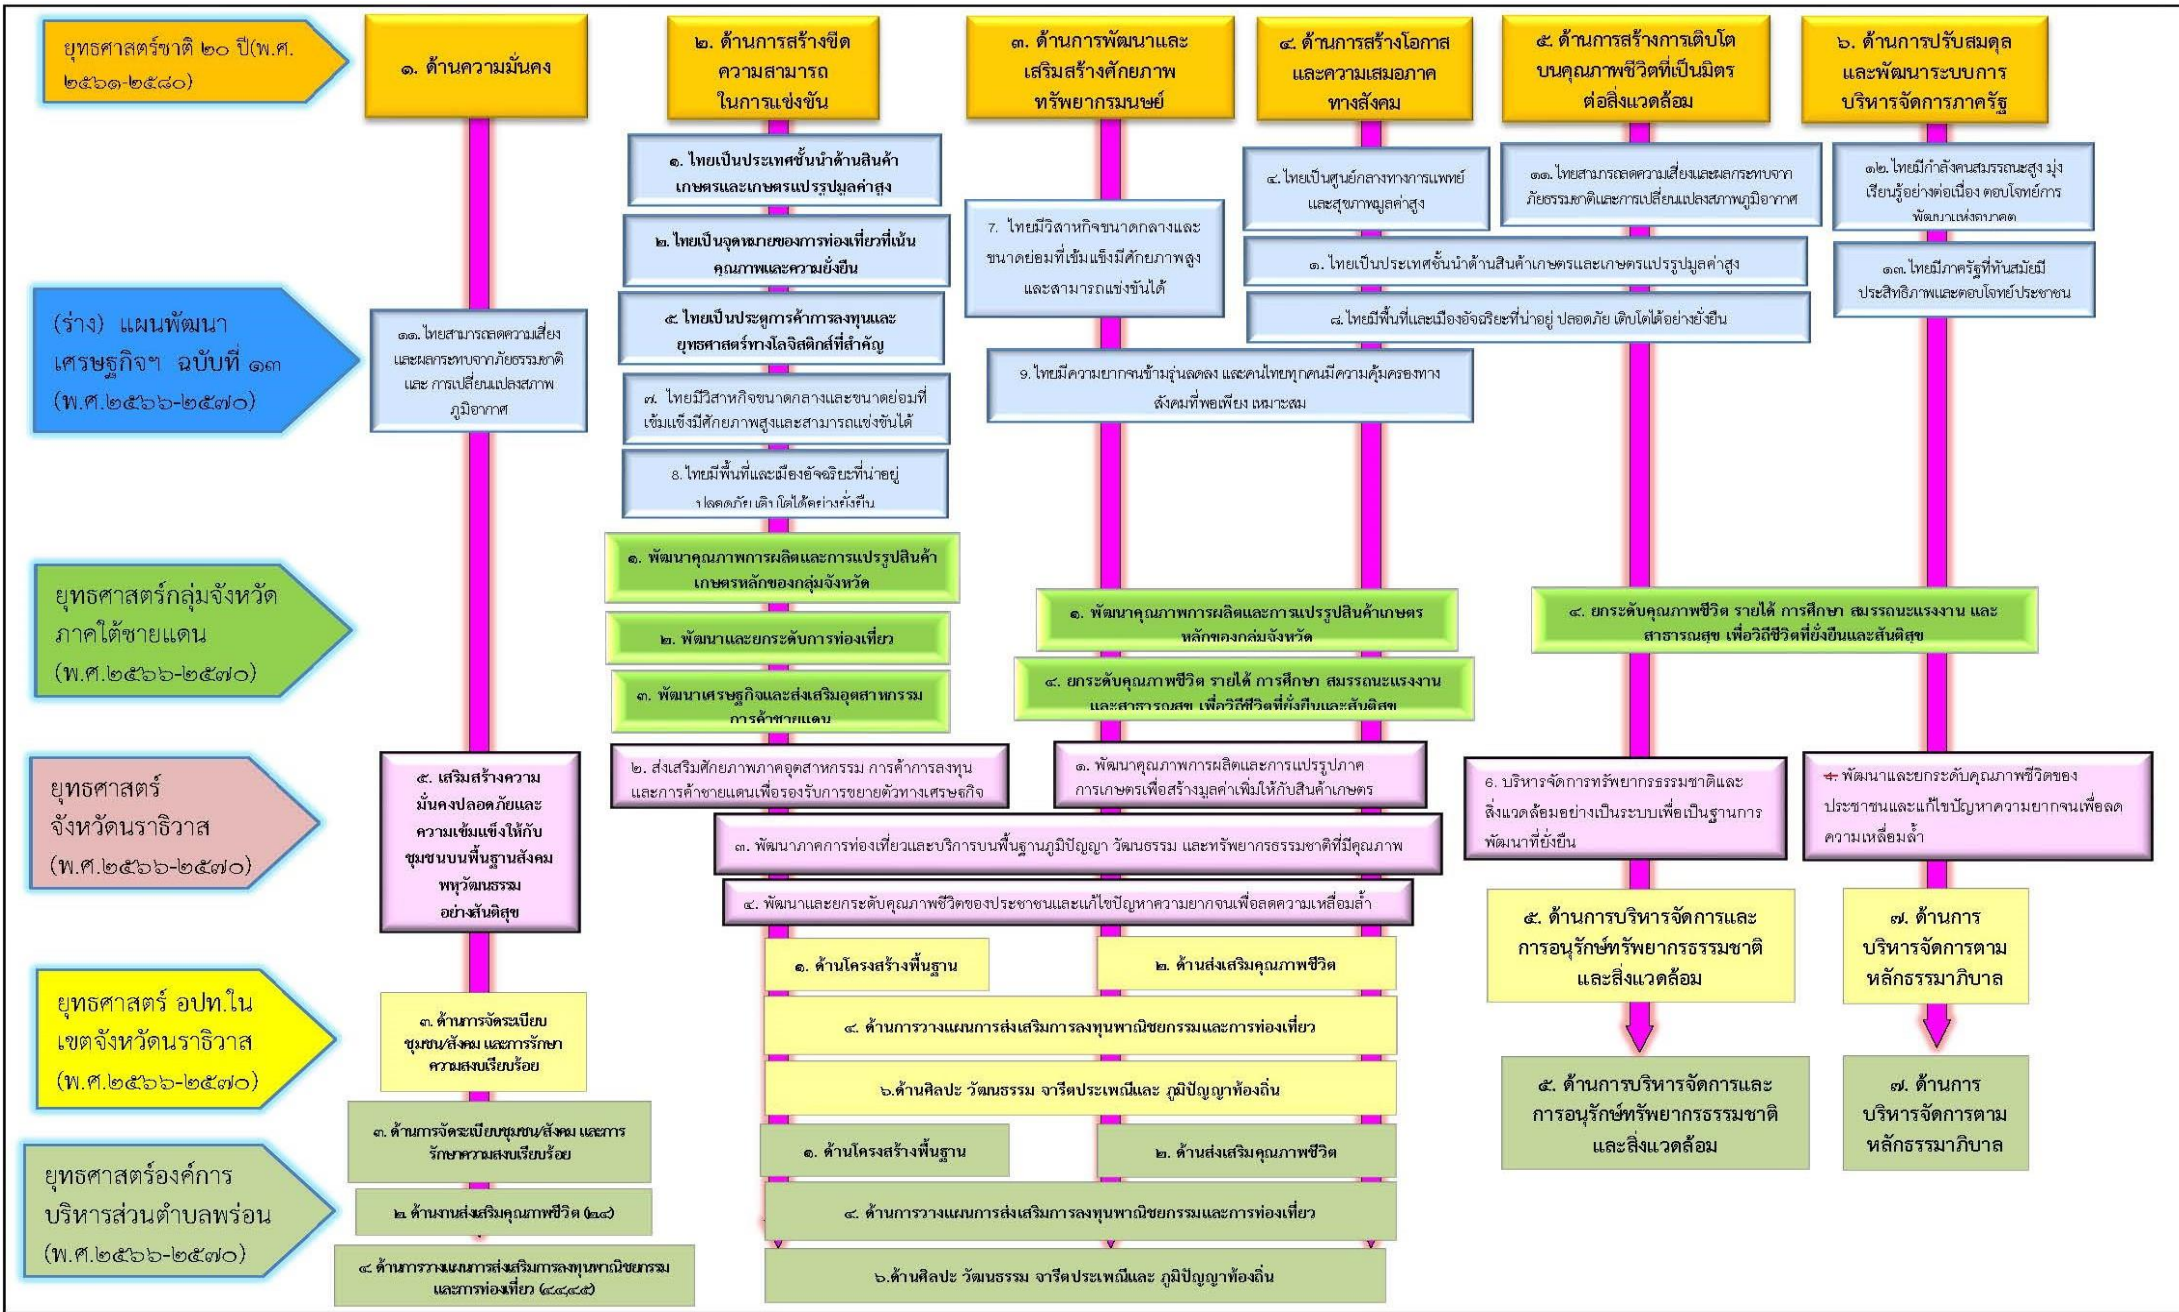 ยุทธศาสตร์ชาติ ๒๐ ปี(พ.ศ.
๒๕๖๑-๒๕๘๐)
๑. ด้านความมั่นคง
๒. ด้านการสร้างขีด
ความสามารถ
ในการแข่งขัน
๓. ด้านการพัฒนาและ
เสริมสร้างศักยภาพ
ทรัพยากรมนษย์
๔. ด้านการสร้างโอกาส
และความเสมอภาค
ทางสังคม
๕. ด้านการสร้างการเติบโต
บนคุณภาพชีวิตที่เป็นมิตร
ต่อสิ่งแวดล้อม
๖. ด้านการปรับสมดุล
และพัฒนาระบบการ
บริหารจัดการภาครัฐ
(ร่าง) แผนพัฒนา
เศรษฐกิจฯ ฉบับที่ ๑๓
(พ.ศ.๒๕๖๖-๒๕๗๐)
๑๑. ไทยสามารถลดความเสี่ยง
และผลกระทบจากภัยธรรมชาติ
และ การเปลี่ยนแปลงสภาพ
ภูมิอากาศ
๑. ไทยเป็นประเทศชั้นนำด้านสินค้า
เกษตรและเกษตรแปรรูปมูลค่าสูง
๒. ไทยเป็นจุดหมายของการท่องเที่ยวที่เน้น
คุณภาพและความยั่งยืน
๕. ไทยเป็นประตูการค้าการลงทุนและ
ยุทธศาสตร์ทางโลจิสติกส์ที่สำคัญ
๗. ไทยมีวิสาหกิจขนาดกลางและขนาดย่อมที่
เข้มแข็งมีศักยภาพสูงและสามารถแข่งขันได้
8. ไทยมีพื้นที่และเมืองอัจฉริยะที่น่าอยู่
ปลอดภัย เติบโตได้อย่างยั่งยืน
7. ไทยมีวิสาหกิจขนาดกลางและ
ขนาดย่อมที่เข้มแข็งมีศักยภาพสูง
และสามารถแข่งขันได้
๔. ไทยเป็นศูนย์กลางทางการแพทย์
และสุขภาพมูลค่าสูง
๑. ไทยเป็นประเทศชั้นนำด้านสินค้าเกษตรและเกษตรแปรรูปมูลค่าสูง
๘. ไทยมีพื้นที่และเมืองอัจฉริยะที่น่าอยู่ ปลอดภัย เติบโตได้อย่างยั่งยืน
9. ไทยมีความยากจนข้ามรุ่นลดลง และคนไทยทุกคนมีความคุ้มครองทาง
สังคมที่พอเพียง เหมาะสม
๑๑. ไทยสามารถลดความเสี่ยงและผลกระทบจาก
ภัยธรรมชาติและการเปลี่ยนแปลงสภาพภูมิอากาศ
๑๒. ไทยมีกำลังคนสมรรถนะสูง มุ่ง
เรียนรู้อย่างต่อเนื่อง ตอบโจทย์การ
พัฒนาแห่งอนาคต
๑๓. ไทยมีภาครัฐที่ทันสมัยมี
ประสิทธิภาพและตอบโจทย์ประชาชน
ยุทธศาสตร์กลุ่มจังหวัด
ภาคใต้ชายแดน
(พ.ศ.๒๕๖๖-๒๕๗๐)
๑. พัฒนาคุณภาพการผลิตและการแปรรูปสินค้า
เกษตรหลักของกลุ่มจังหวัด
๒. พัฒนาและยกระดับการท่องเที่ยว
๓. พัฒนาเศรษฐกิจและส่งเสริมอุตสาหกรรม
การค้าชายแดน
๑. พัฒนาคุณภาพการผลิตและการแปรรูปสินค้าเกษตร
หลักของกลุ่มจังหวัด
๔. ยกระดับคุณภาพชีวิต รายได้ การศึกษา สมรรถนะแรงงาน
และสาธารณสุข เพื่อวิถีชีวิตที่ยั่งยืนและสันติสุข
๔. ยกระดับคุณภาพชีวิต รายได้ การศึกษา สมรรถนะแรงงาน และ
สาธารณสุข เพื่อวิถีชีวิตที่ยั่งยืนและสันติสุข
ยุทธศาสตร์
จังหวัดนราธิวาส
(พ.ศ.๒๕๖๖-๒๕๗๐)
๕. เสริมสร้างความ
มั่นคงปลอดภัยและ
ความเข้มแข็งให้กับ
ชุมชนบนพื้นฐานสังคม
พหุวัฒนธรรม
อย่างสันติสุข
๒. ส่งเสริมศักยภาพภาคอุตสาหกรรม การค้าการลงทุน
และการค้าชายแดนเพื่อรองรับการขยายตัวทางเศรษฐกิจ
๑. พัฒนาคุณภาพการผลิตและการแปรรูปภาค
การเกษตรเพื่อสร้างมูลค่าเพิ่มให้กับสินค้าเกษตร
๓. พัฒนาภาคการท่องเที่ยวและบริการบนพื้นฐานภูมิปัญญา วัฒนธรรม และทรัพยากรธรรมชาติที่มีคุณภาพ
๔. พัฒนาและยกระดับคุณภาพชีวิตของประชาชนและแก้ไขปัญหาความยากจนเพื่อลดความเหลื่อมล้ำ
6. บริหารจัดการทรัพยากรธรรมชาติและ
สิ่งแวดล้อมอย่างเป็นระบบเพื่อเป็นฐานการ
พัฒนาที่ยั่งยืน
4. พัฒนาและยกระดับคุณภาพชีวิตของ
ประชาชนและแก้ไขปัญหาความยากจนเพื่อลด
ความเหลื่อมล้ำ
ยุทธศาสตร์ อปท.ใน
เขตจังหวัดนราธิวาส
(พ.ศ.๒๕๖๖-๒๕๗๐)
๓. ด้านการจัดระเบียบ
ชุมชน/สังคม และการรักษา
ความสงบเรียบร้อย
๑. ด้านโครงสร้างพื้นฐาน
๒. ด้านส่งเสริมคุณภาพชีวิต
๔. ด้านการวางแผนการส่งเสริมการลงทุนพาณิชยกรรมและการท่องเที่ยว
๖.ด้านศิลปะ วัฒนธรรม จารีตประเพณีและ ภูมิปัญญาท้องถิ่น
๕. ด้านการบริหารจัดการและ
การอนุรักษ์ทรัพยากรธรรมชาติ
และสิ่งแวดล้อม
๗. ด้านการ
บริหารจัดการตาม
หลักธรรมาภิบาล
ยุทธศาสตร์องค์การ
บริหารส่วนตำบลพร่อน
(พ.ศ.๒๕๖๖-๒๕๗๐)
๓. ด้านการจัดระเบียบชุมชน/สังคม และการ
รักษาความสงบเรียบร้อย
๒. ด้านงานส่งเสริมคุณภาพชีวิต (๒.๔)
๔. ด้านการวางแผนการส่งเสริมการลงทุนพาณิชยกรรม
และการท่องเที่ยว (๔.๔,๔.๕)
๑. ด้านโครงสร้างพื้นฐาน
๒. ด้านส่งเสริมคุณภาพชีวิต
๔. ด้านการวางแผนการส่งเสริมการลงทุนพาณิชยกรรมและการท่องเที่ยว
๖.ด้านศิลปะ วัฒนธรรม จารีตประเพณีและ ภูมิปัญญาท้องถิ่น
๕. ด้านการบริหารจัดการและ
การอนุรักษ์ทรัพยากรธรรมชาติ
และสิ่งแวดล้อม
๗. ด้านการ
บริหารจัดการตาม
หลักธรรมาภิบาล